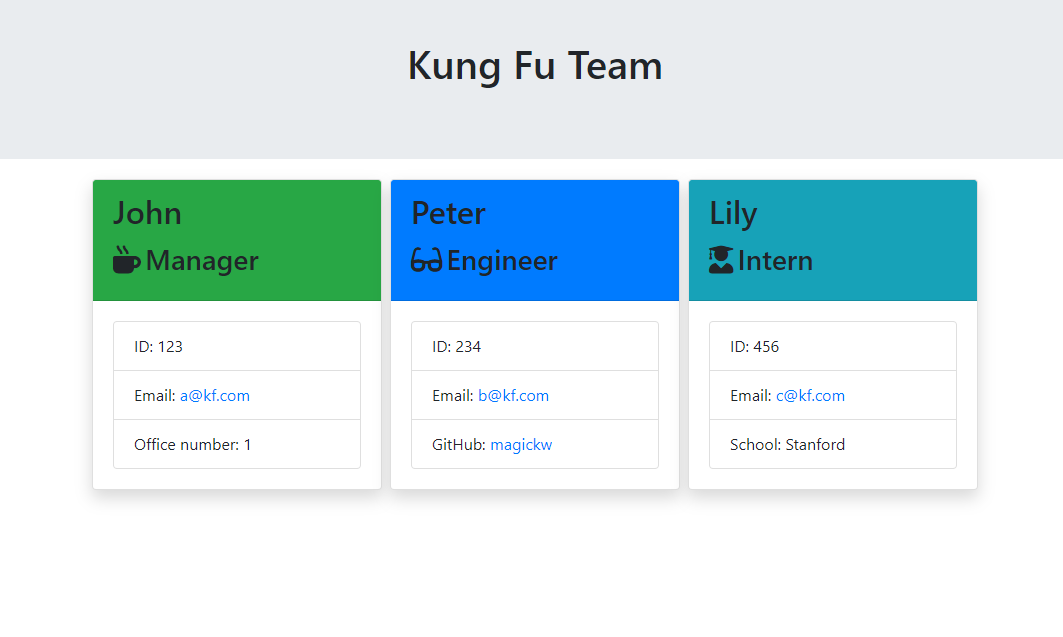 Kung Fu Team
John
Manager
ID: 123
Email: a@kf.com
Office number: 1
Peter
Engineer
ID: 234
Email: b@kf.com
GitHub: magickw
Lily
Intern
ID: 456
Email: c@kf.com
School: Stanford